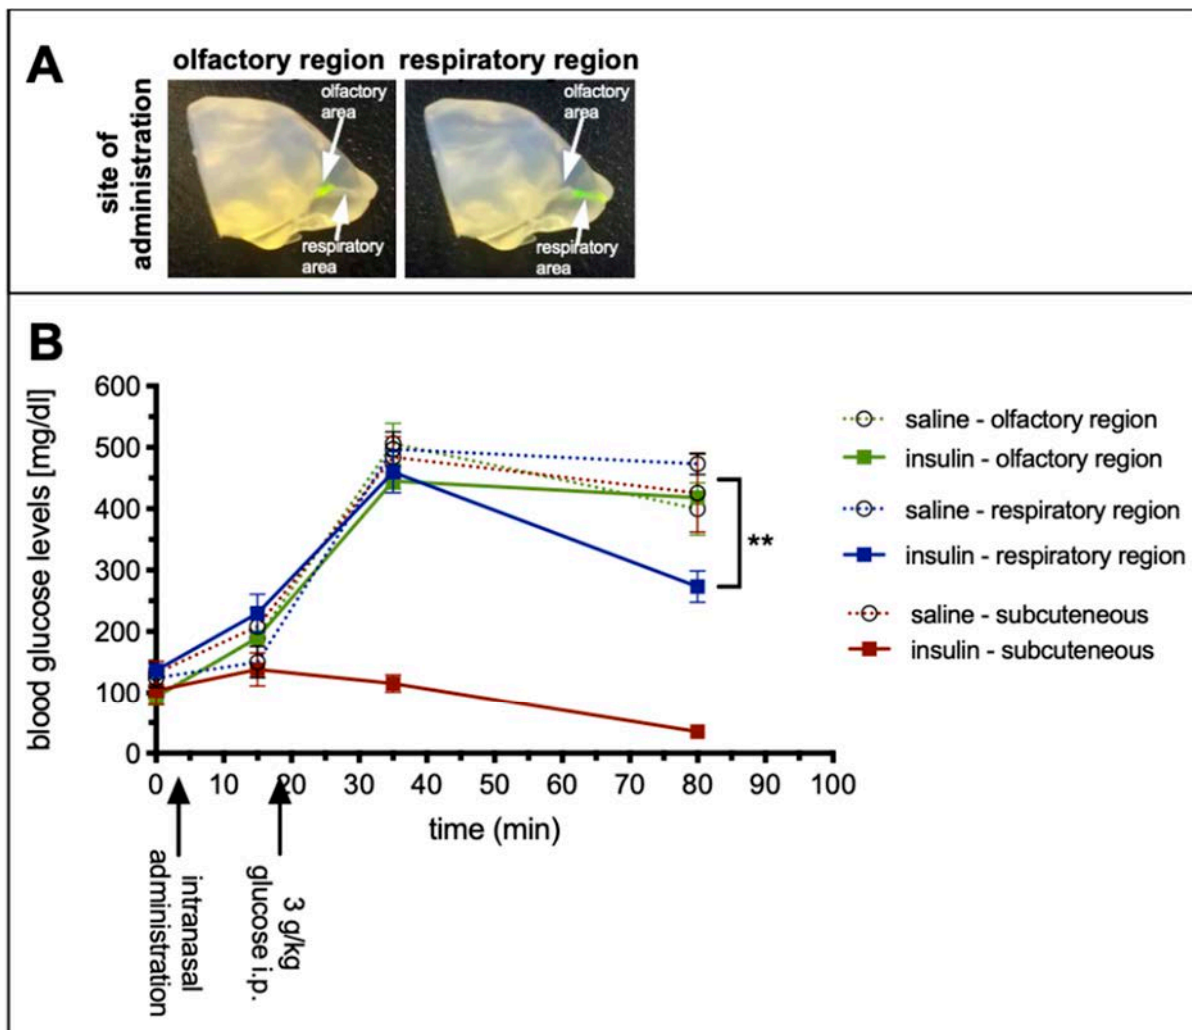 A
olfactory region respiratory region
site of
administration
olfactory
area
respiratory
area
olfactory
area
respiratory
area
B
blood glucose levels [mg/dl]
600
500
400
300
200
100
0
0 10 20 30 40 50 60 70 80 90 100
time (min)
**
saline - olfactory region
insulin - olfactory region
saline - respiratory region
insulin - respiratory region
saline - subcuteneous
insulin - subcuteneous
intranasal
administration
3 g/kg
glucose i.p.